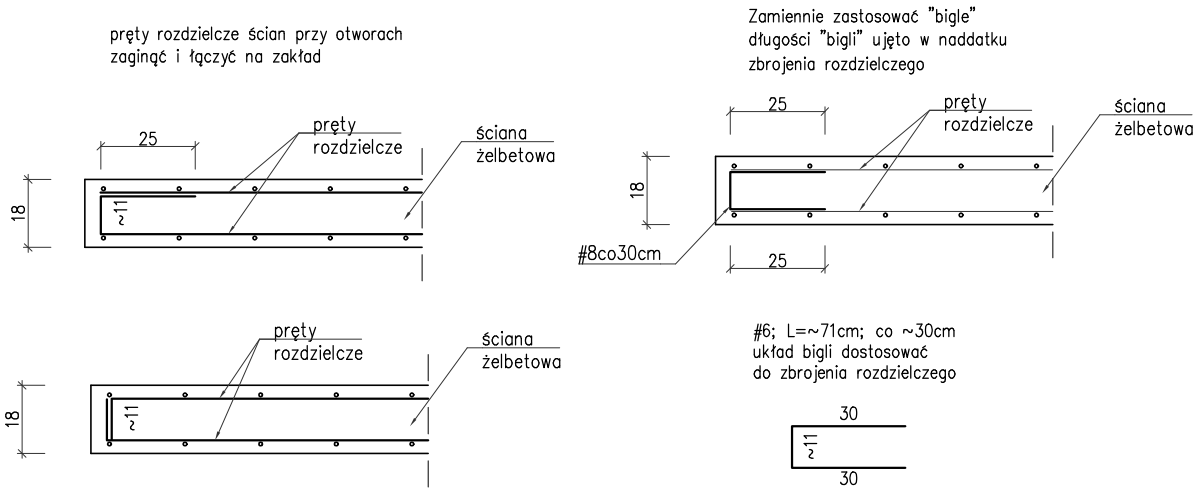 pręty rozdzielcze ścian przy otworach
zaginąć i łączyć na zakład
25
pręty
rozdzielcze
ściana
żelbetowa
18
~11
pręty
rozdzielcze
ściana
żelbetowa
18
~11
Zamiennie zastosować "bigle"
długości "bigli" ujęto w naddatku
zbrojenia rozdzielczego
25
pręty
rozdzielcze
ściana
żelbetowa
18
#8co30cm
25
#6; L=~71cm; co ~30cm
układ bigli dostosować
do zbrojenia rozdzielczego
30
~11
30